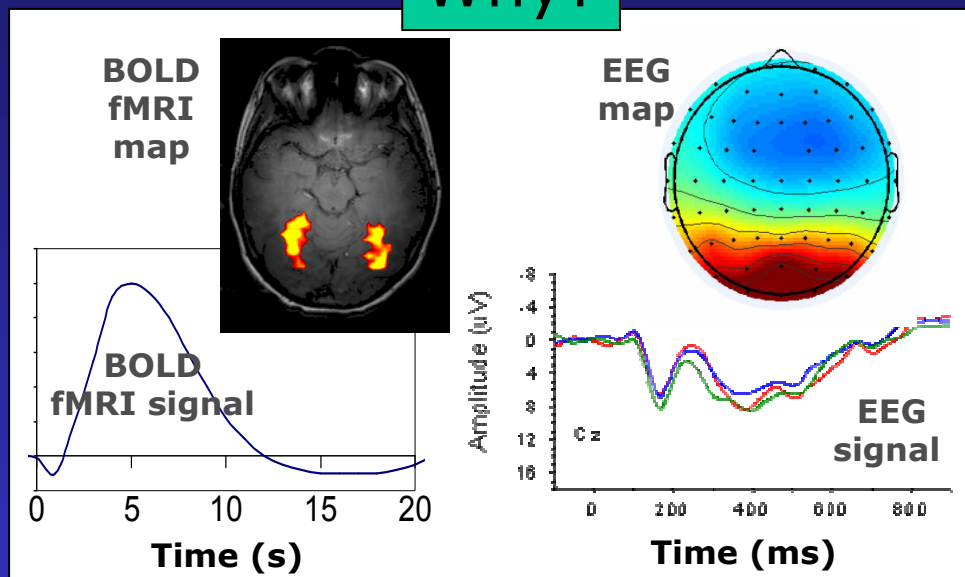 Why?
BOLD
fMRI
map
EEG
map
BOLD
fMRI signal
0 5 10 15 20
Time (s)
Amplitude (uV)
-8
-4
0
4
8
12
16
Cz
EEG
signal
0 200 400 600 800
Time (ms)